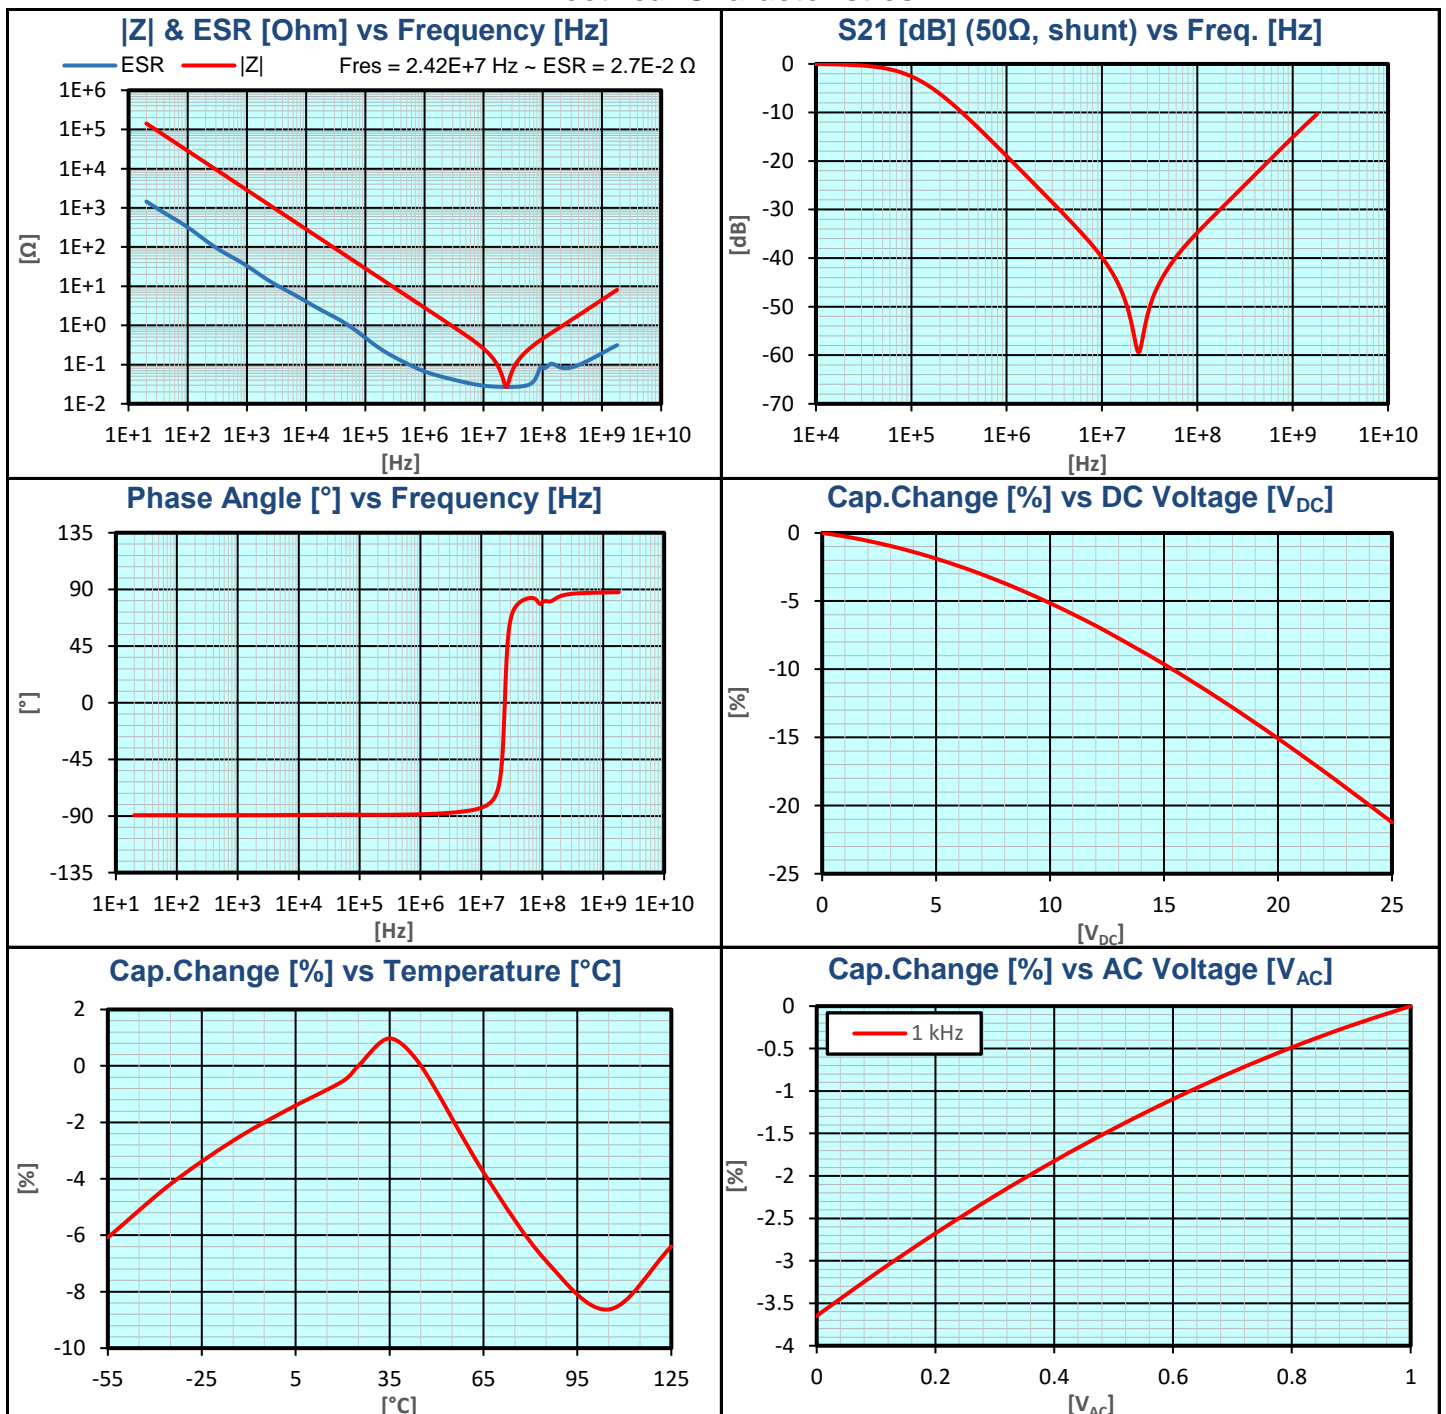 |Z| & ESR [Ohm] vs Frequency [Hz]
ESR |Z| Fres = 2.42E+7 Hz ~ ESR = 2.7E-2 Ω
1E+6
1E+5
1E+4
1E+3
1E+2
1E+1
1E+0
1E-1
1E-2
[Ω]
1E+1 1E+2 1E+3 1E+4 1E+5 1E+6 1E+7 1E+8 1E+9 1E+10
[Hz]
S21 [dB] (50Ω, shunt) vs Freq. [Hz]
0
-10
-20
-30
-40
-50
-60
-70
[dB]
1E+4 1E+5 1E+6 1E+7 1E+8 1E+9 1E+10
[Hz]
Phase Angle [°] vs Frequency [Hz]
135
90
45
0
-45
-90
-135
[°]
1E+1 1E+2 1E+3 1E+4 1E+5 1E+6 1E+7 1E+8 1E+9 1E+10
[Hz]
Cap.Change [%] vs DC Voltage [VDC]
0
-5
-10
-15
-20
-25
[%]
0 5 10 15 20 25
[VDC]
Cap.Change [%] vs Temperature [°C]
2
0
-2
-4
-6
-8
-10
[%]
-55 -25 5 35 65 95 125
[°C]
Cap.Change [%] vs AC Voltage [VAC]
1 kHz
0
-0.5
-1
-1.5
-2
-2.5
-3
-3.5
-4
[%]
0 0.2 0.4 0.6 0.8 1
[VAC]